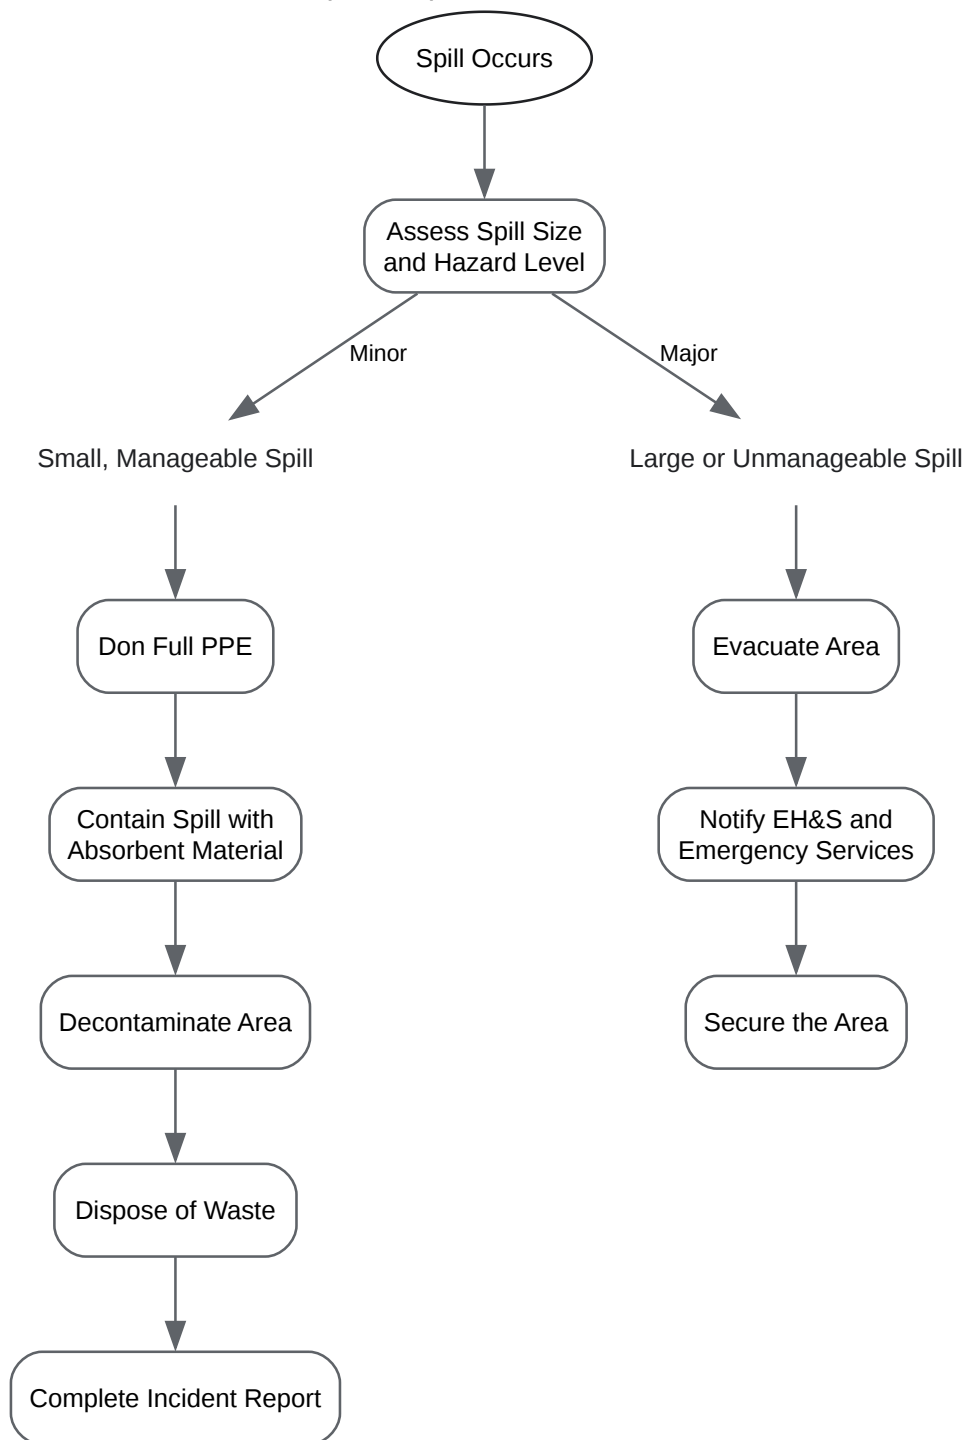 Spill Occurs
Assess Spill Size
and Hazard Level
Minor
Major
Small, Manageable Spill
Large or Unmanageable Spill
Don Full PPE
Evacuate Area
Contain Spill with
Absorbent Material
Notify EH&S and
Emergency Services
Decontaminate Area
Secure the Area
Dispose of Waste
Complete Incident Report